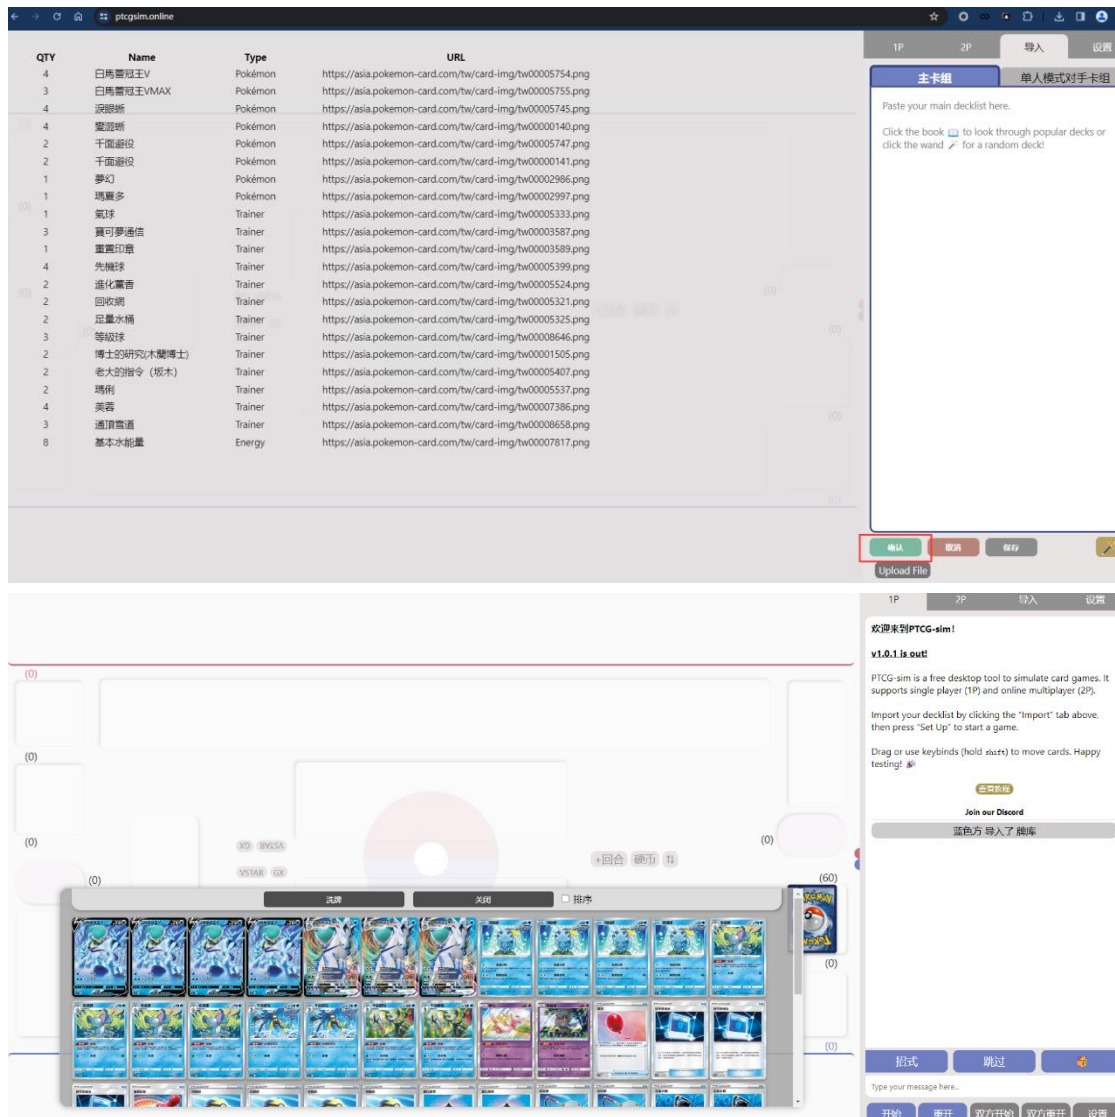 ptcgsim.online
1P 2P 导入 设置
主卡组 单人模式对手卡组
Paste your main decklist here.
Click the book 📖 to look through popular decks or
click the wand 🪄 for a random deck!
QTY Name Type URL
4 白馬蕾冠王V Pokémon https://asia.pokemon-card.com/tw/card-img/tw00005754.png
3 白馬蕾冠王VMAX Pokémon https://asia.pokemon-card.com/tw/card-img/tw00005755.png
4 淚眼蜥 Pokémon https://asia.pokemon-card.com/tw/card-img/tw00005745.png
4 變澀蜥 Pokémon https://asia.pokemon-card.com/tw/card-img/tw00000140.png
2 千面避役 Pokémon https://asia.pokemon-card.com/tw/card-img/tw00005747.png
2 千面避役 Pokémon https://asia.pokemon-card.com/tw/card-img/tw00000141.png
1 夢幻 Pokémon https://asia.pokemon-card.com/tw/card-img/tw00002986.png
1 瑪夏多 Pokémon https://asia.pokemon-card.com/tw/card-img/tw00002997.png
1 氣球 Trainer https://asia.pokemon-card.com/tw/card-img/tw00005333.png
3 寶可夢通信 Trainer https://asia.pokemon-card.com/tw/card-img/tw00003587.png
1 重置印章 Trainer https://asia.pokemon-card.com/tw/card-img/tw00003589.png
4 先機球 Trainer https://asia.pokemon-card.com/tw/card-img/tw00005399.png
2 進化薰香 Trainer https://asia.pokemon-card.com/tw/card-img/tw00005524.png
2 回收網 Trainer https://asia.pokemon-card.com/tw/card-img/tw00005321.png
2 足量水桶 Trainer https://asia.pokemon-card.com/tw/card-img/tw00005325.png
3 等級球 Trainer https://asia.pokemon-card.com/tw/card-img/tw00008646.png
2 博士的研究(木蘭博士) Trainer https://asia.pokemon-card.com/tw/card-img/tw00001505.png
2 老大的指令（坂木） Trainer https://asia.pokemon-card.com/tw/card-img/tw00005407.png
2 瑪俐 Trainer https://asia.pokemon-card.com/tw/card-img/tw00005537.png
4 美蓉 Trainer https://asia.pokemon-card.com/tw/card-img/tw00007386.png
3 通頂雪道 Trainer https://asia.pokemon-card.com/tw/card-img/tw00008658.png
8 基本水能量 Energy https://asia.pokemon-card.com/tw/card-img/tw00007817.png
(0)
(0)
(0)
(0)
(0)
(0)
(0)
确认 取消 保存
Upload File
1P 2P 导入 设置
欢迎来到PTCG-sim!
v1.0.1 is out!
PTCG-sim is a free desktop tool to simulate card games. It
supports single player (1P) and online multiplayer (2P).
Import your decklist by clicking the "Import" tab above,
then press "Set Up" to start a game.
Drag or use keybinds (hold shift) to move cards. Happy
testing! 🎉
查看教程
Join our Discord
蓝色方 导入了 牌库
(0)
(0)
(0)
GX VSTAR
VSTAR GX
+回合 硬币 ⇅
(0)
(0)
(60)
洗牌 关闭 排序
(0)
(0)
招式 跳过
Type your message here...
开始 重开 双方开始 双方重开 设置